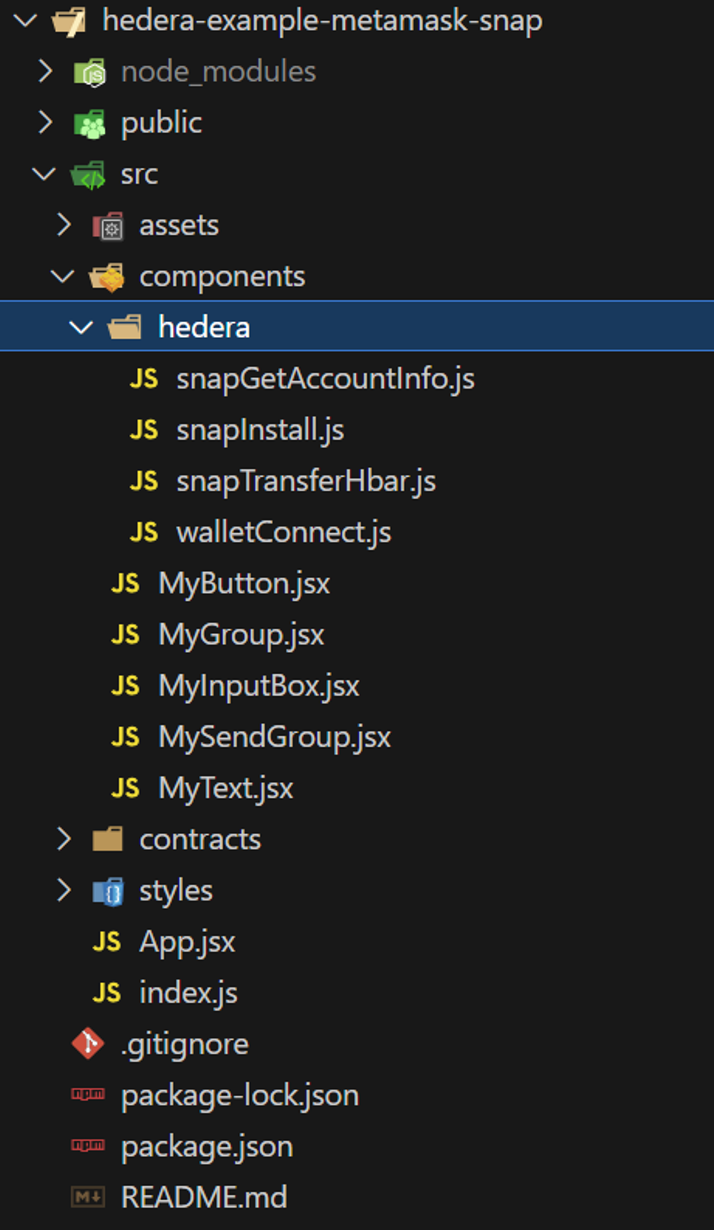 hedera-example-metamask-snap
node_modules
public
src
assets
components
hedera
JS snapGetAccountInfo.js
JS snapInstall.js
JS snapTransferHbar.js
JS walletConnect.js
JS MyButton.jsx
JS MyGroup.jsx
JS MyInputBox.jsx
JS MySendGroup.jsx
JS MyText.jsx
contracts
styles
JS App.jsx
JS index.js
.gitignore
npm package-lock.json
npm package.json
M↓ README.md